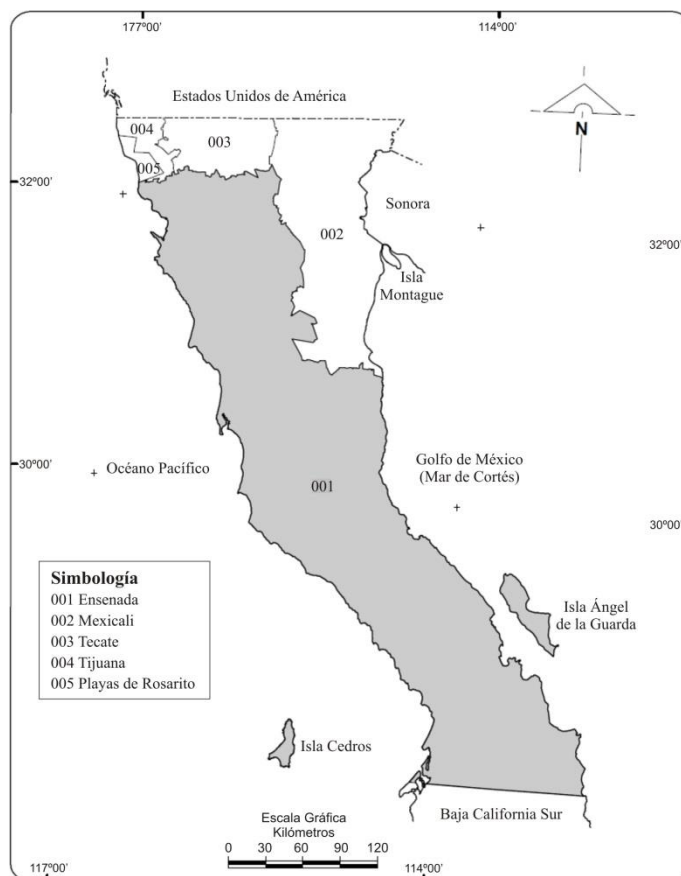 177º00′
114º00′
Estados Unidos de América
N
004
003
005
32º00′
002
Sonora
32º00′
Isla
Montague
30º00′
Océano Pacífico
Golfo de México
(Mar de Cortés)
001
30º00′
Simbología
001 Ensenada
002 Mexicali
003 Tecate
004 Tijuana
005 Playas de Rosarito
Isla Ángel
de la Guarda
Isla Cedros
Baja California Sur
Escala Gráfica
Kilómetros
0 30 60 90 120
117º00′
114º00′